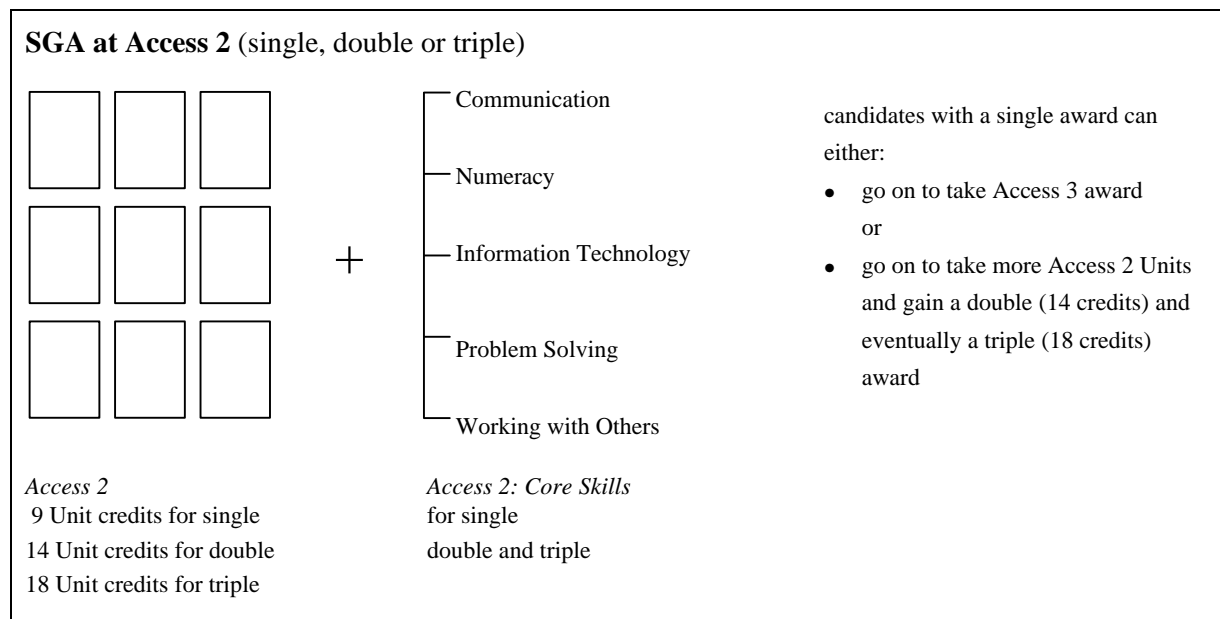 SGA at Access 2 (single, double or triple)
Communication
Numeracy
+
Information Technology
Problem Solving
Working with Others
candidates with a single award can
either:
• go on to take Access 3 award
or
• go on to take more Access 2 Units
and gain a double (14 credits) and
eventually a triple (18 credits)
award
Access 2
9 Unit credits for single
14 Unit credits for double
18 Unit credits for triple
Access 2: Core Skills
for single
double and triple